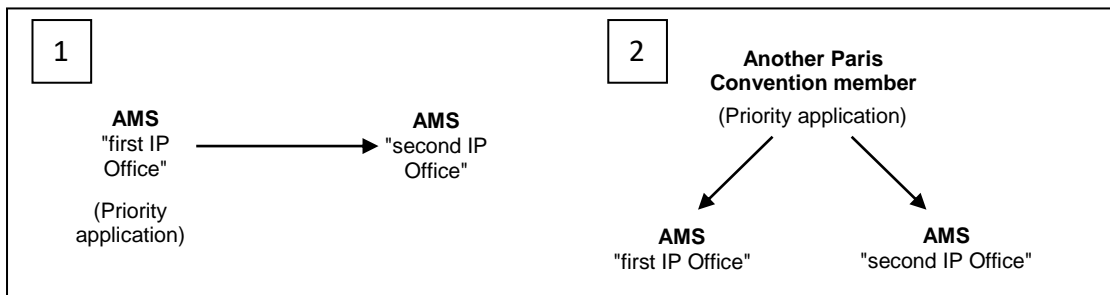 1
AMS
"first IP
Office"
(Priority
application)
AMS
"second IP
Office"
2
Another Paris
Convention member
(Priority application)
AMS
"first IP Office"
AMS
"second IP Office"